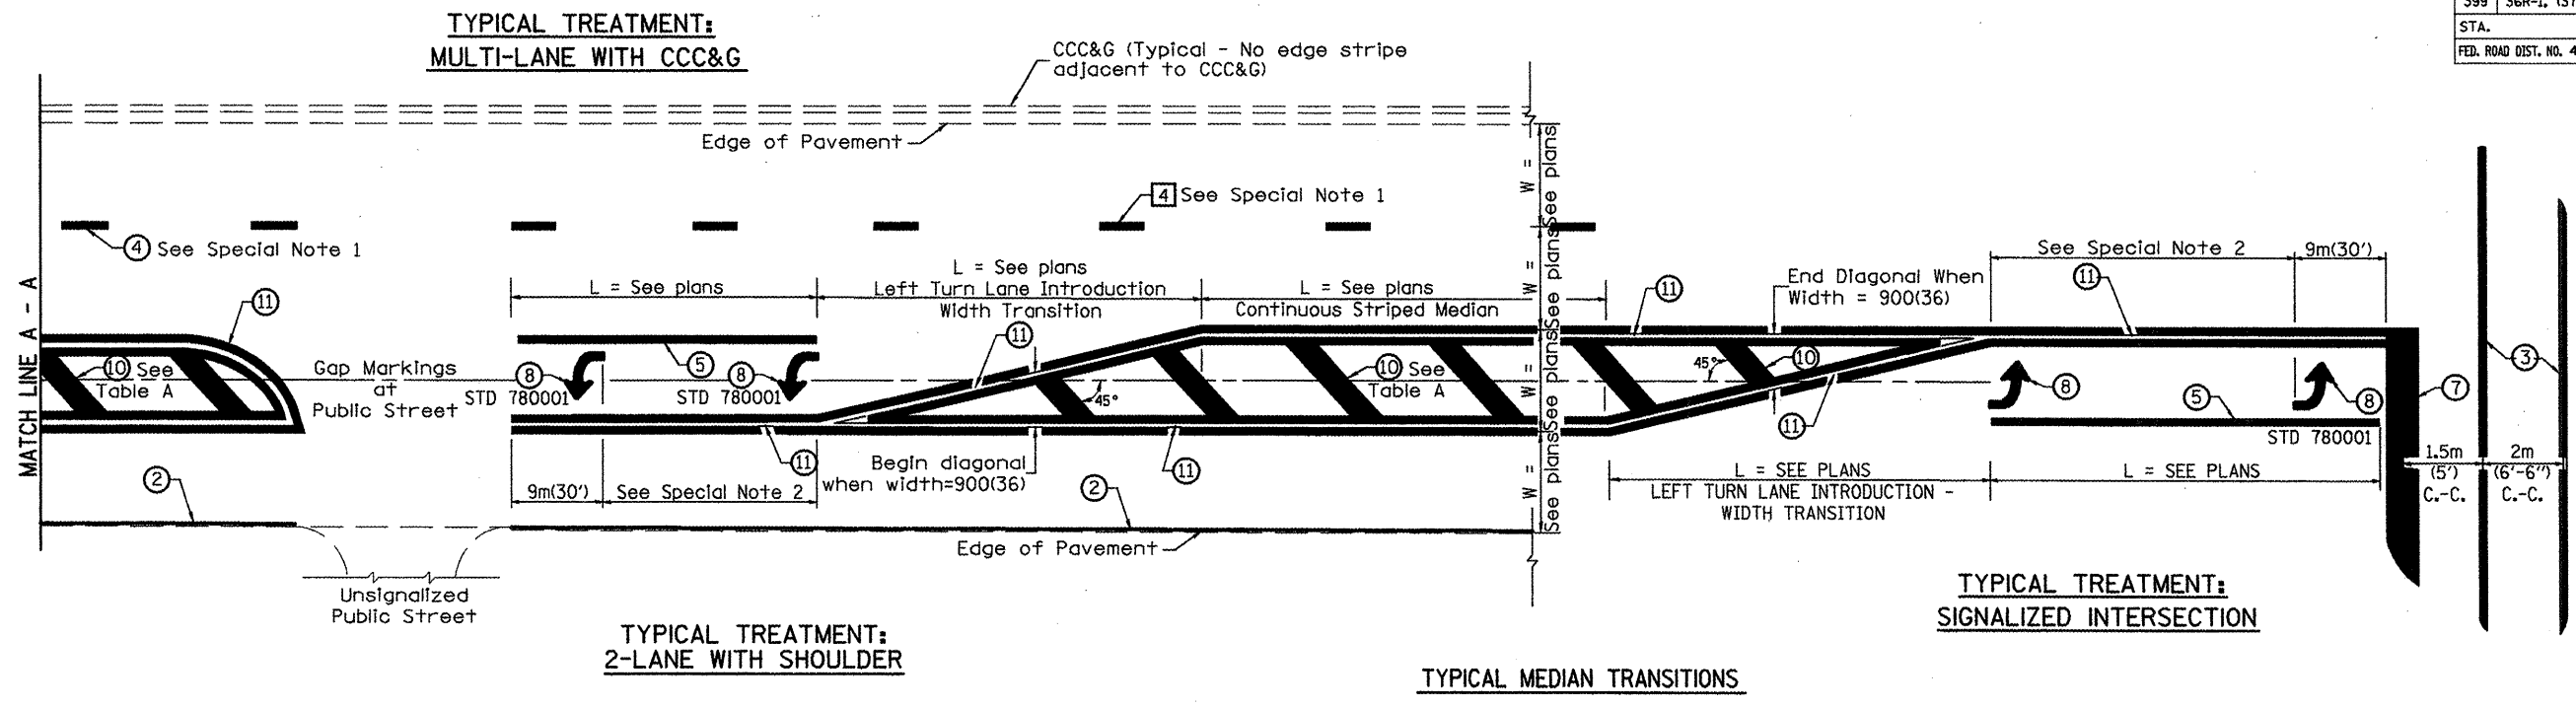 TYPICAL TREATMENT:
MULTI-LANE WITH CCC&G
CCC&G (Typical - No edge stripe
adjacent to CCC&G)
STA.
FED. ROAD DIST. NO. 4
Edge of Pavement
4 See Special Note 1
4 See Special Note 1
W = See plans
W = See plans
W = See plans
W = See plans
MATCH LINE A - A
11
10 See
Table A
Gap Markings
at
Public Street
L = See plans
L = See plans
Left Turn Lane Introduction
Width Transition
L = See plans
Continuous Striped Median
11
End Diagonal When
Width = 900(36)
See Special Note 2
9m(30')
11
5
8
STD 780001
8
STD 780001
11
45°
10 See
Table A
45°
10
11
8
8
5
STD 780001
7
3
1.5m
(5')
C.-C.
2m
(6'-6")
C.-C.
2
9m(30')
See Special Note 2
11
Begin diagonal
when width=900(36)
11
2
L = SEE PLANS
LEFT TURN LANE INTRODUCTION -
WIDTH TRANSITION
L = SEE PLANS
Edge of Pavement
Unsignalized
Public Street
TYPICAL TREATMENT:
2-LANE WITH SHOULDER
TYPICAL TREATMENT:
SIGNALIZED INTERSECTION
TYPICAL MEDIAN TRANSITIONS